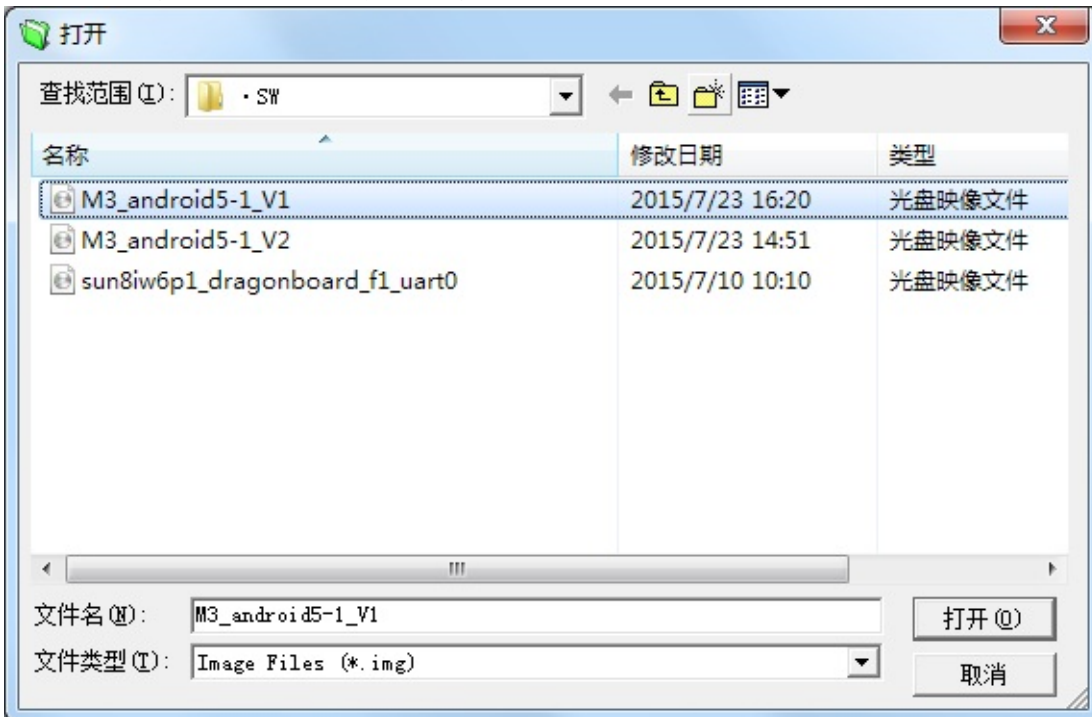 打开
查找范围(I): ·SW
名称 修改日期 类型
M3_android5-1_V1 2015/7/23 16:20 光盘映像文件
M3_android5-1_V2 2015/7/23 14:51 光盘映像文件
sun8iw6p1_dragonboard_f1_uart0 2015/7/10 10:10 光盘映像文件
文件名(N): M3_android5-1_V1 打开(O)
文件类型(T): Image Files (*.img) 取消